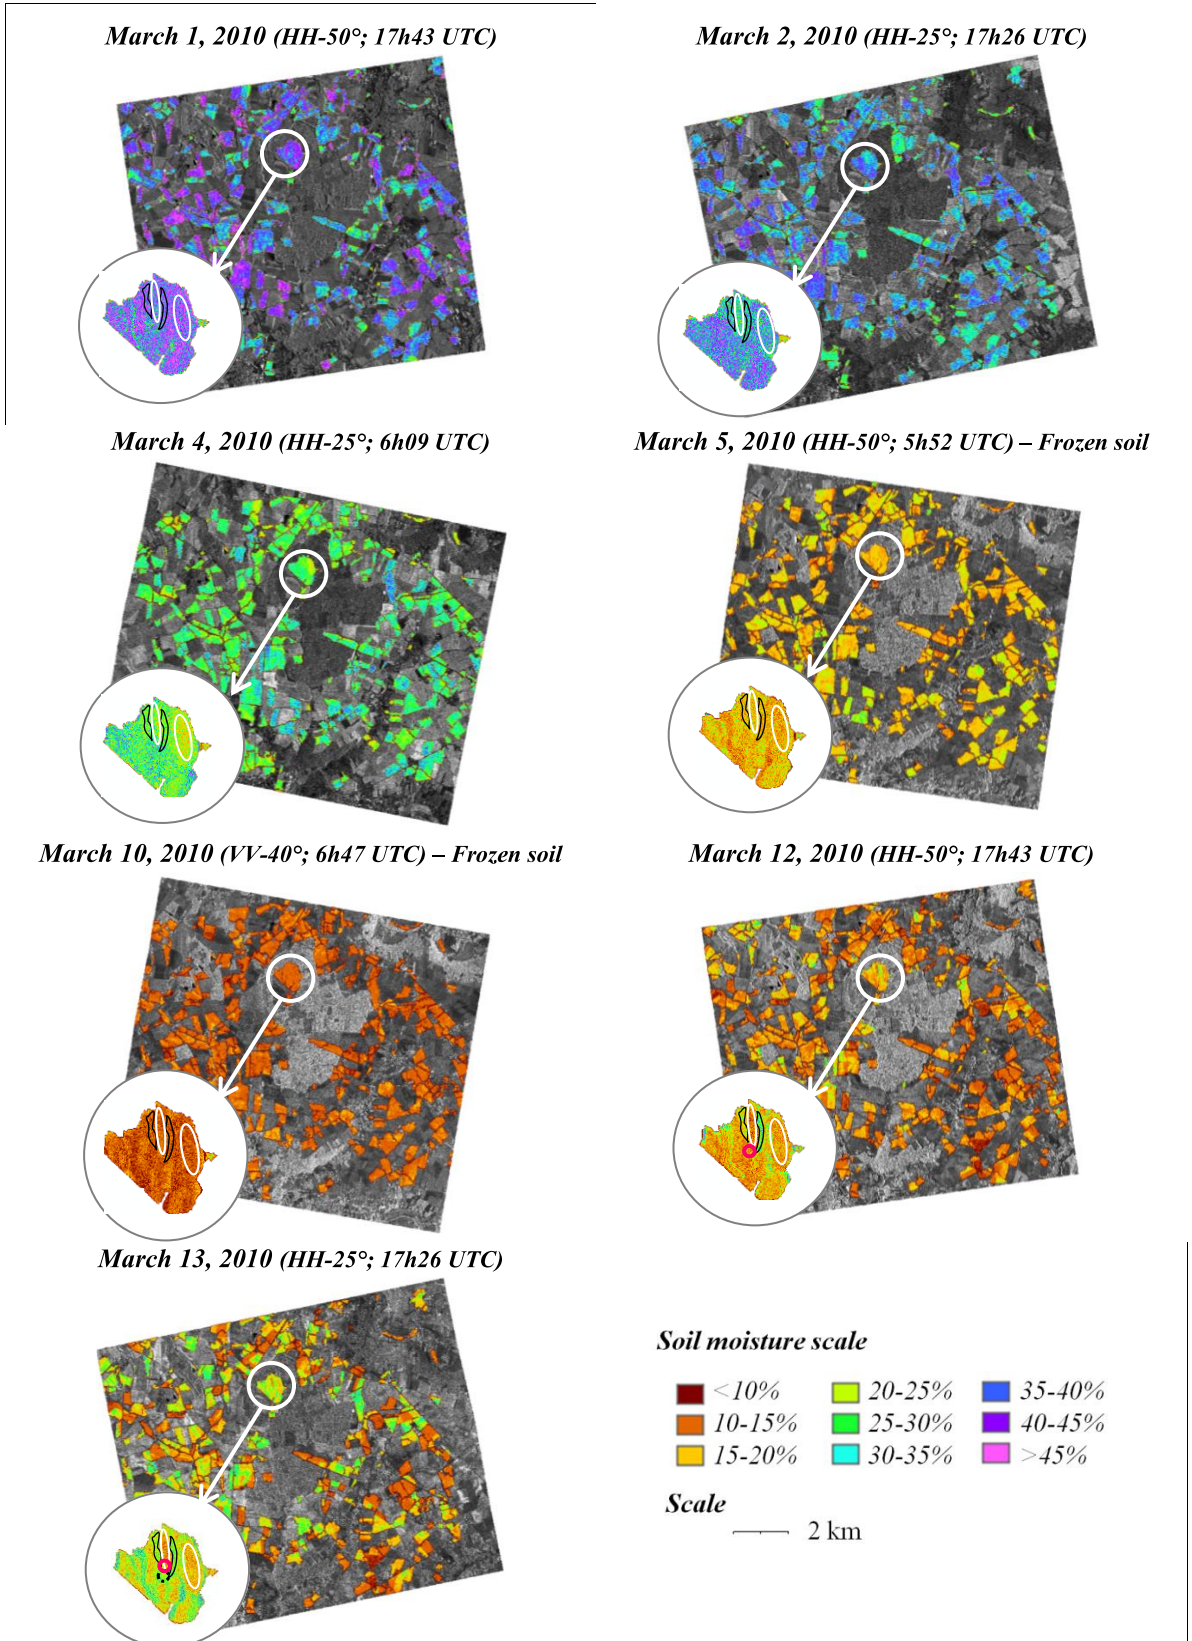 March 1, 2010 (HH-50°; 17h43 UTC)
March 2, 2010 (HH-25°; 17h26 UTC)
March 4, 2010 (HH-25°; 6h09 UTC)
March 5, 2010 (HH-50°; 5h52 UTC) – Frozen soil
March 10, 2010 (VV-40°; 6h47 UTC) – Frozen soil
March 12, 2010 (HH-50°; 17h43 UTC)
March 13, 2010 (HH-25°; 17h26 UTC)
Soil moisture scale
<10% 20-25% 35-40%
10-15% 25-30% 40-45%
15-20% 30-35% >45%
Scale
2 km